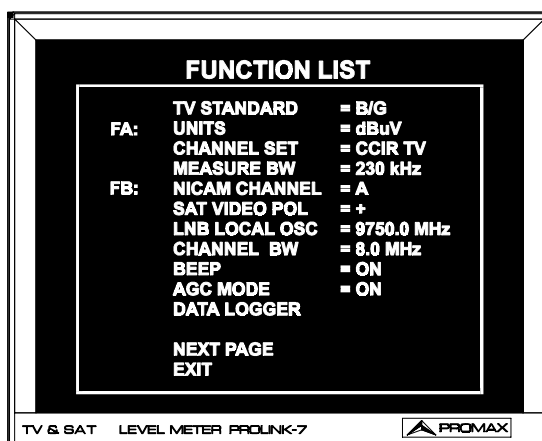 FUNCTION LIST
TV STANDARD = B/G
FA: UNITS = dBuV
CHANNEL SET = CCIR TV
MEASURE BW = 230 kHz
FB: NICAM CHANNEL = A
SAT VIDEO POL = +
LNB LOCAL OSC = 9750.0 MHz
CHANNEL BW = 8.0 MHz
BEEP = ON
AGC MODE = ON
DATA LOGGER
NEXT PAGE
EXIT
TV & SAT LEVEL METER PROLINK-7 PROMAX